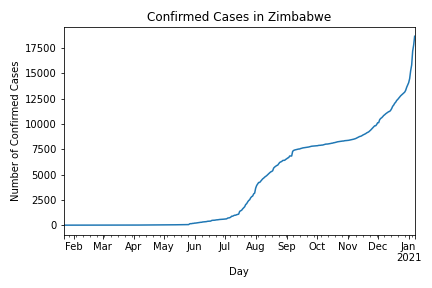 Confirmed Cases in Zimbabwe
Number of Confirmed Cases
17500
15000
12500
10000
7500
5000
2500
0
Feb Mar Apr May Jun Jul Aug Sep Oct Nov Dec Jan
2021
Day